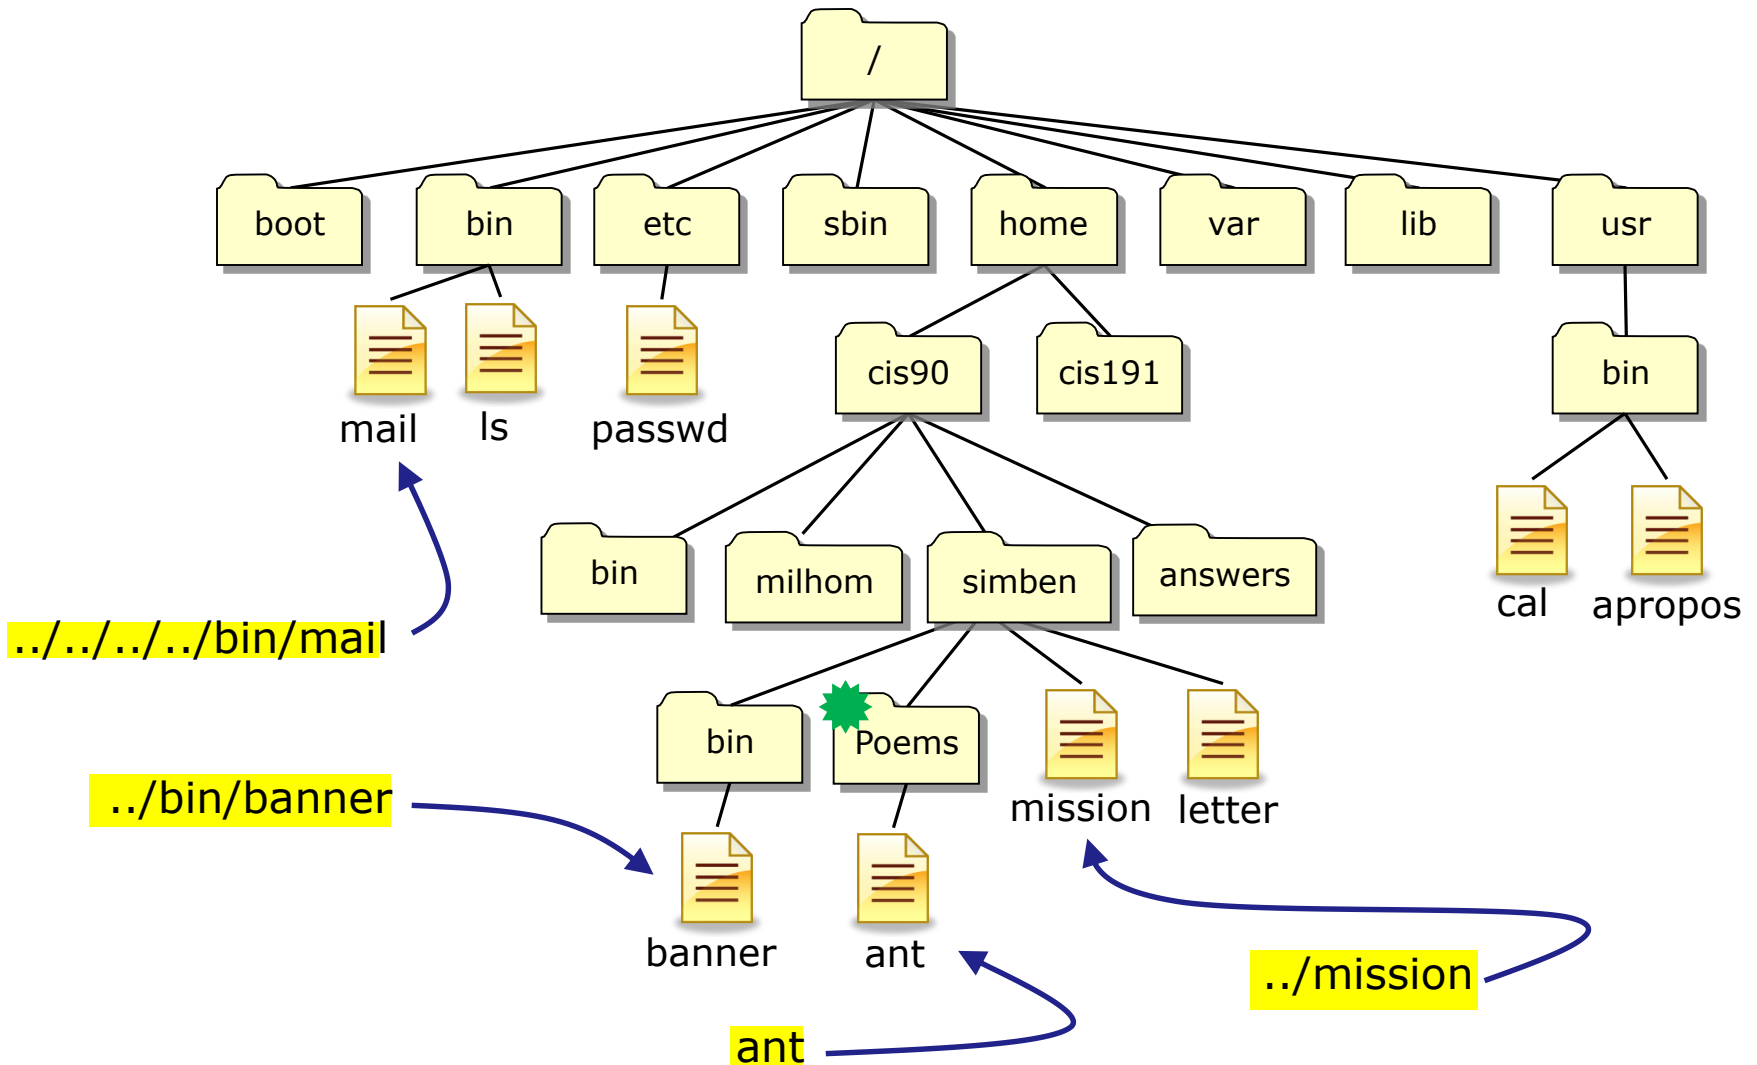 /
boot
bin
etc
sbin
home
var
lib
usr
mail
ls
passwd
cis90
cis191
bin
cal
apropos
bin
milhom
simben
answers
../../../../bin/mail
bin
Poems
mission
letter
../bin/banner
banner
ant
../mission
ant